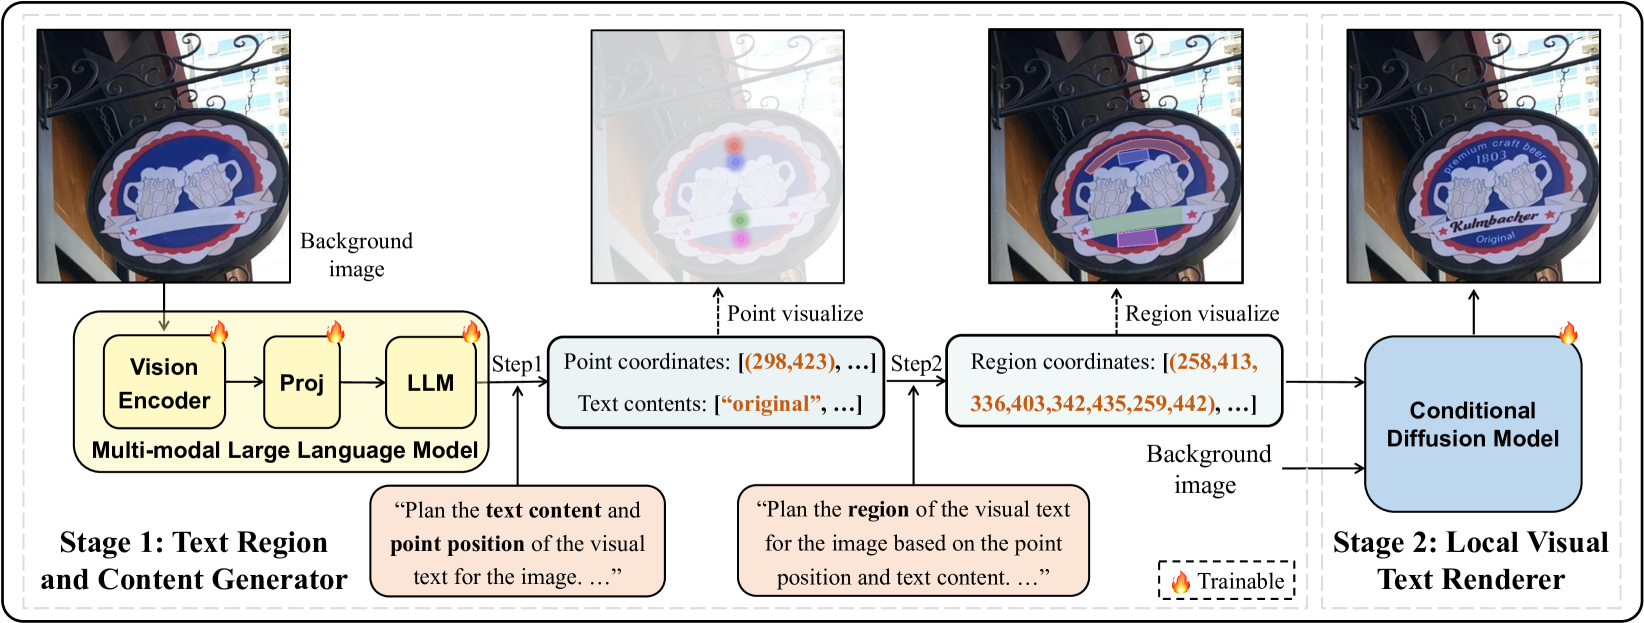 premium craft beer
1803
Kulmbacher
Original
Background
image
Point visualize
Region visualize
Vision
Encoder
Proj
LLM
Multi-modal Large Language Model
Step1
Point coordinates: [(298,423), …]
Text contents: [“original”, …]
Step2
Region coordinates: [(258,413,
336,403,342,435,259,442), …]
Background
image
Conditional
Diffusion Model
“Plan the text content and
point position of the visual
text for the image. …”
“Plan the region of the visual text
for the image based on the point
position and text content. …”
Stage 1: Text Region
and Content Generator
Trainable
Stage 2: Local Visual
Text Renderer